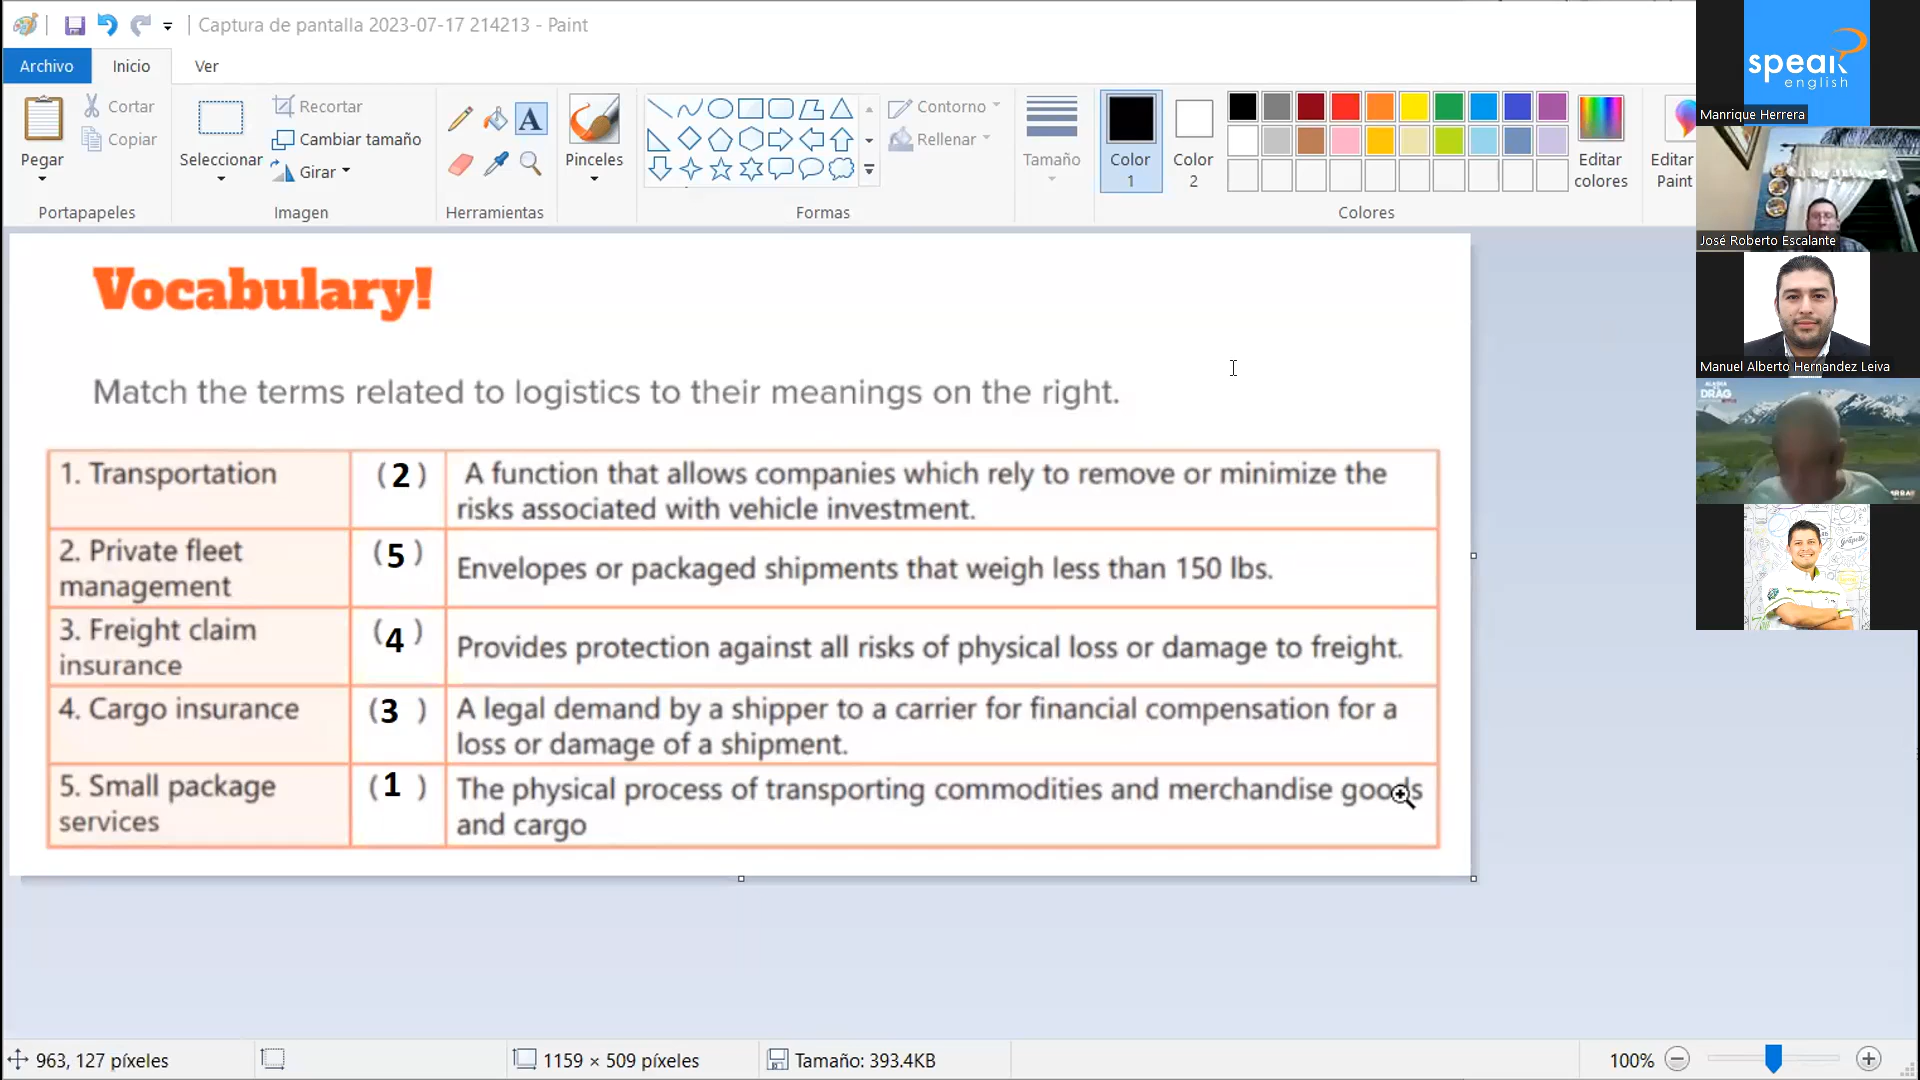 Captura de pantalla 2023-07-17 214213 - Paint
Archivo
Inicio
Ver
Pegar
Cortar
Copiar
Portapapeles
Seleccionar
Recortar
Cambiar tamaño
Girar
Imagen
A
Herramientas
Pinceles
Contorno
Rellenar
Formas
Tamaño
Color 1
Color 2
Editar colores
Colores
Editar
Paint
speak
english
Manrique Herrera
José Roberto Escalante
Manuel Alberto Hernández Leiva
DRAG
Vocabulary!
Match the terms related to logistics to their meanings on the right.
1. Transportation
(2)
A function that allows companies which rely to remove or minimize the
risks associated with vehicle investment.
2. Private fleet
management
(5)
Envelopes or packaged shipments that weigh less than 150 lbs.
3. Freight claim
insurance
(4)
Provides protection against all risks of physical loss or damage to freight.
4. Cargo insurance
(3)
A legal demand by a shipper to a carrier for financial compensation for a
loss or damage of a shipment.
5. Small package
services
(1)
The physical process of transporting commodities and merchandise goods
and cargo
963, 127 píxeles
1159 × 509 píxeles
Tamaño: 393.4KB
100%